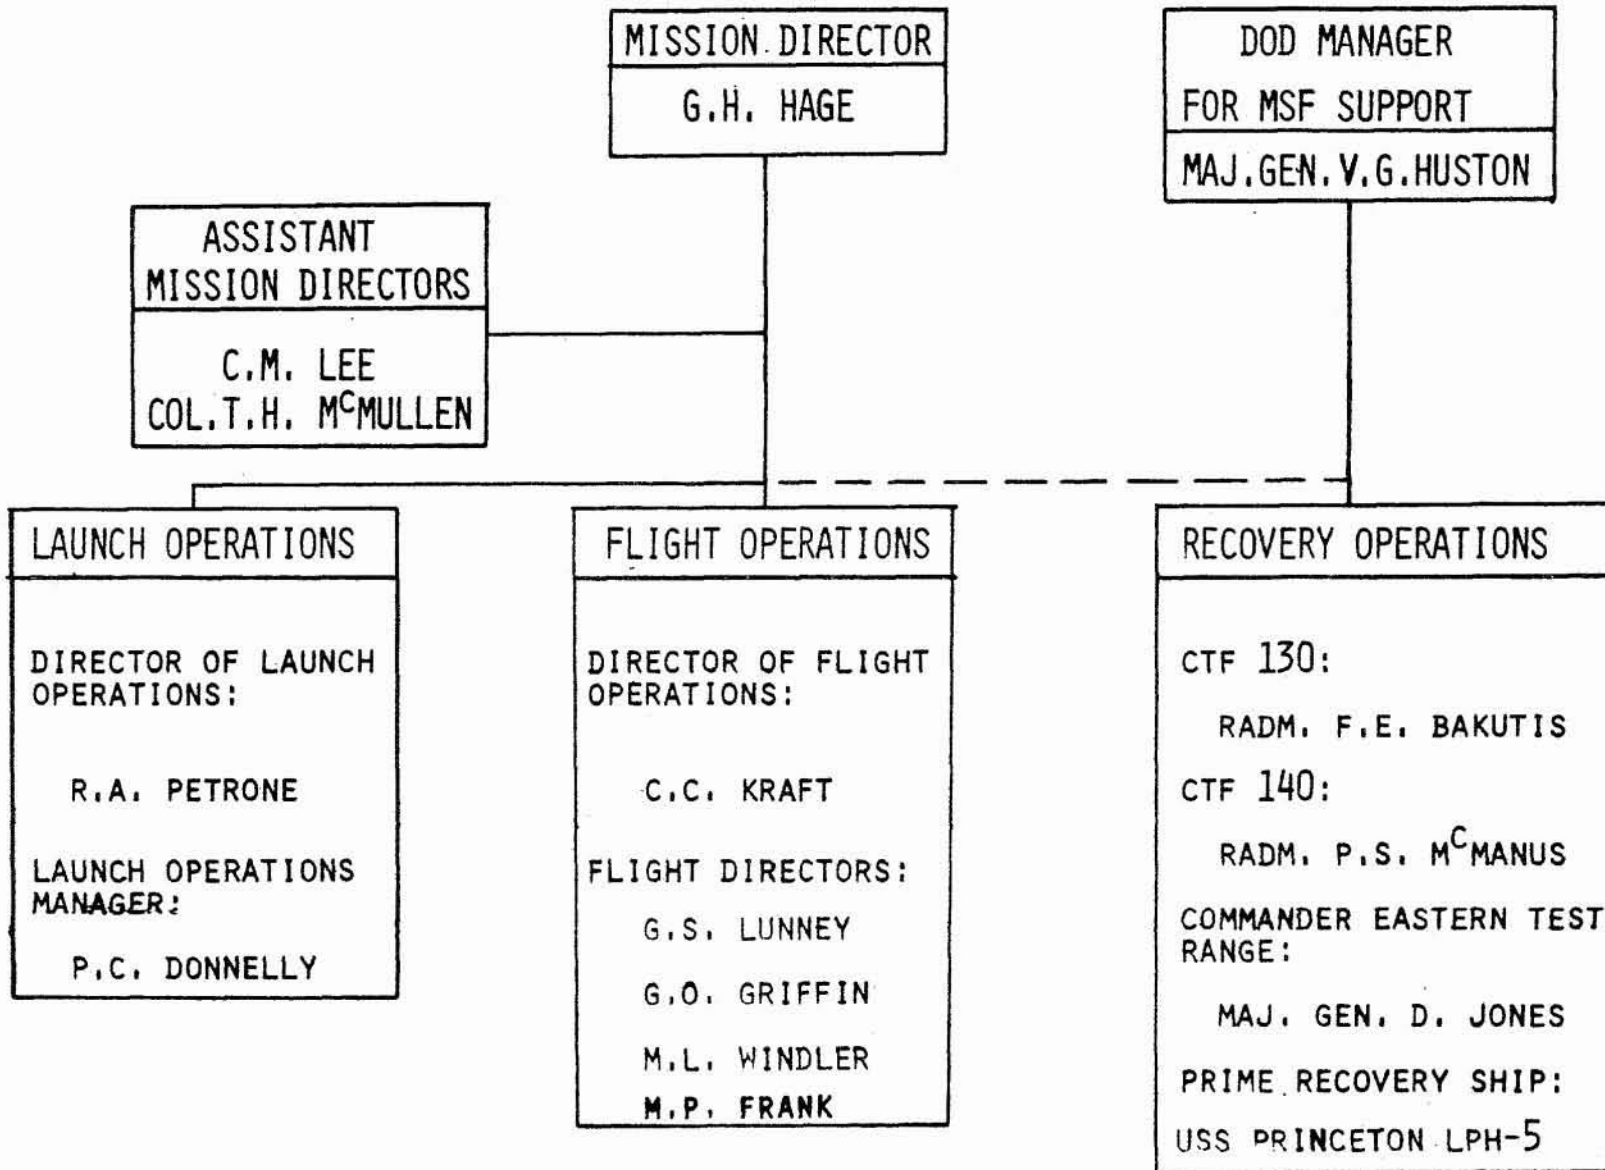 MISSION DIRECTOR
G.H. HAGE
DOD MANAGER
FOR MSF SUPPORT
MAJ.GEN.V.G.HUSTON
ASSISTANT
MISSION DIRECTORS
C.M. LEE
COL.T.H. McMULLEN
LAUNCH OPERATIONS
DIRECTOR OF LAUNCH
OPERATIONS:
R.A. PETRONE
LAUNCH OPERATIONS
MANAGER:
P.C. DONNELLY
FLIGHT OPERATIONS
DIRECTOR OF FLIGHT
OPERATIONS:
C.C. KRAFT
FLIGHT DIRECTORS:
G.S. LUNNEY
G.O. GRIFFIN
M.L. WINDLER
M.P. FRANK
RECOVERY OPERATIONS
CTF 130:
RADM. F.E. BAKUTIS
CTF 140:
RADM. P.S. McMANUS
COMMANDER EASTERN TEST
RANGE:
MAJ. GEN. D. JONES
PRIME RECOVERY SHIP:
USS PRINCETON LPH-5